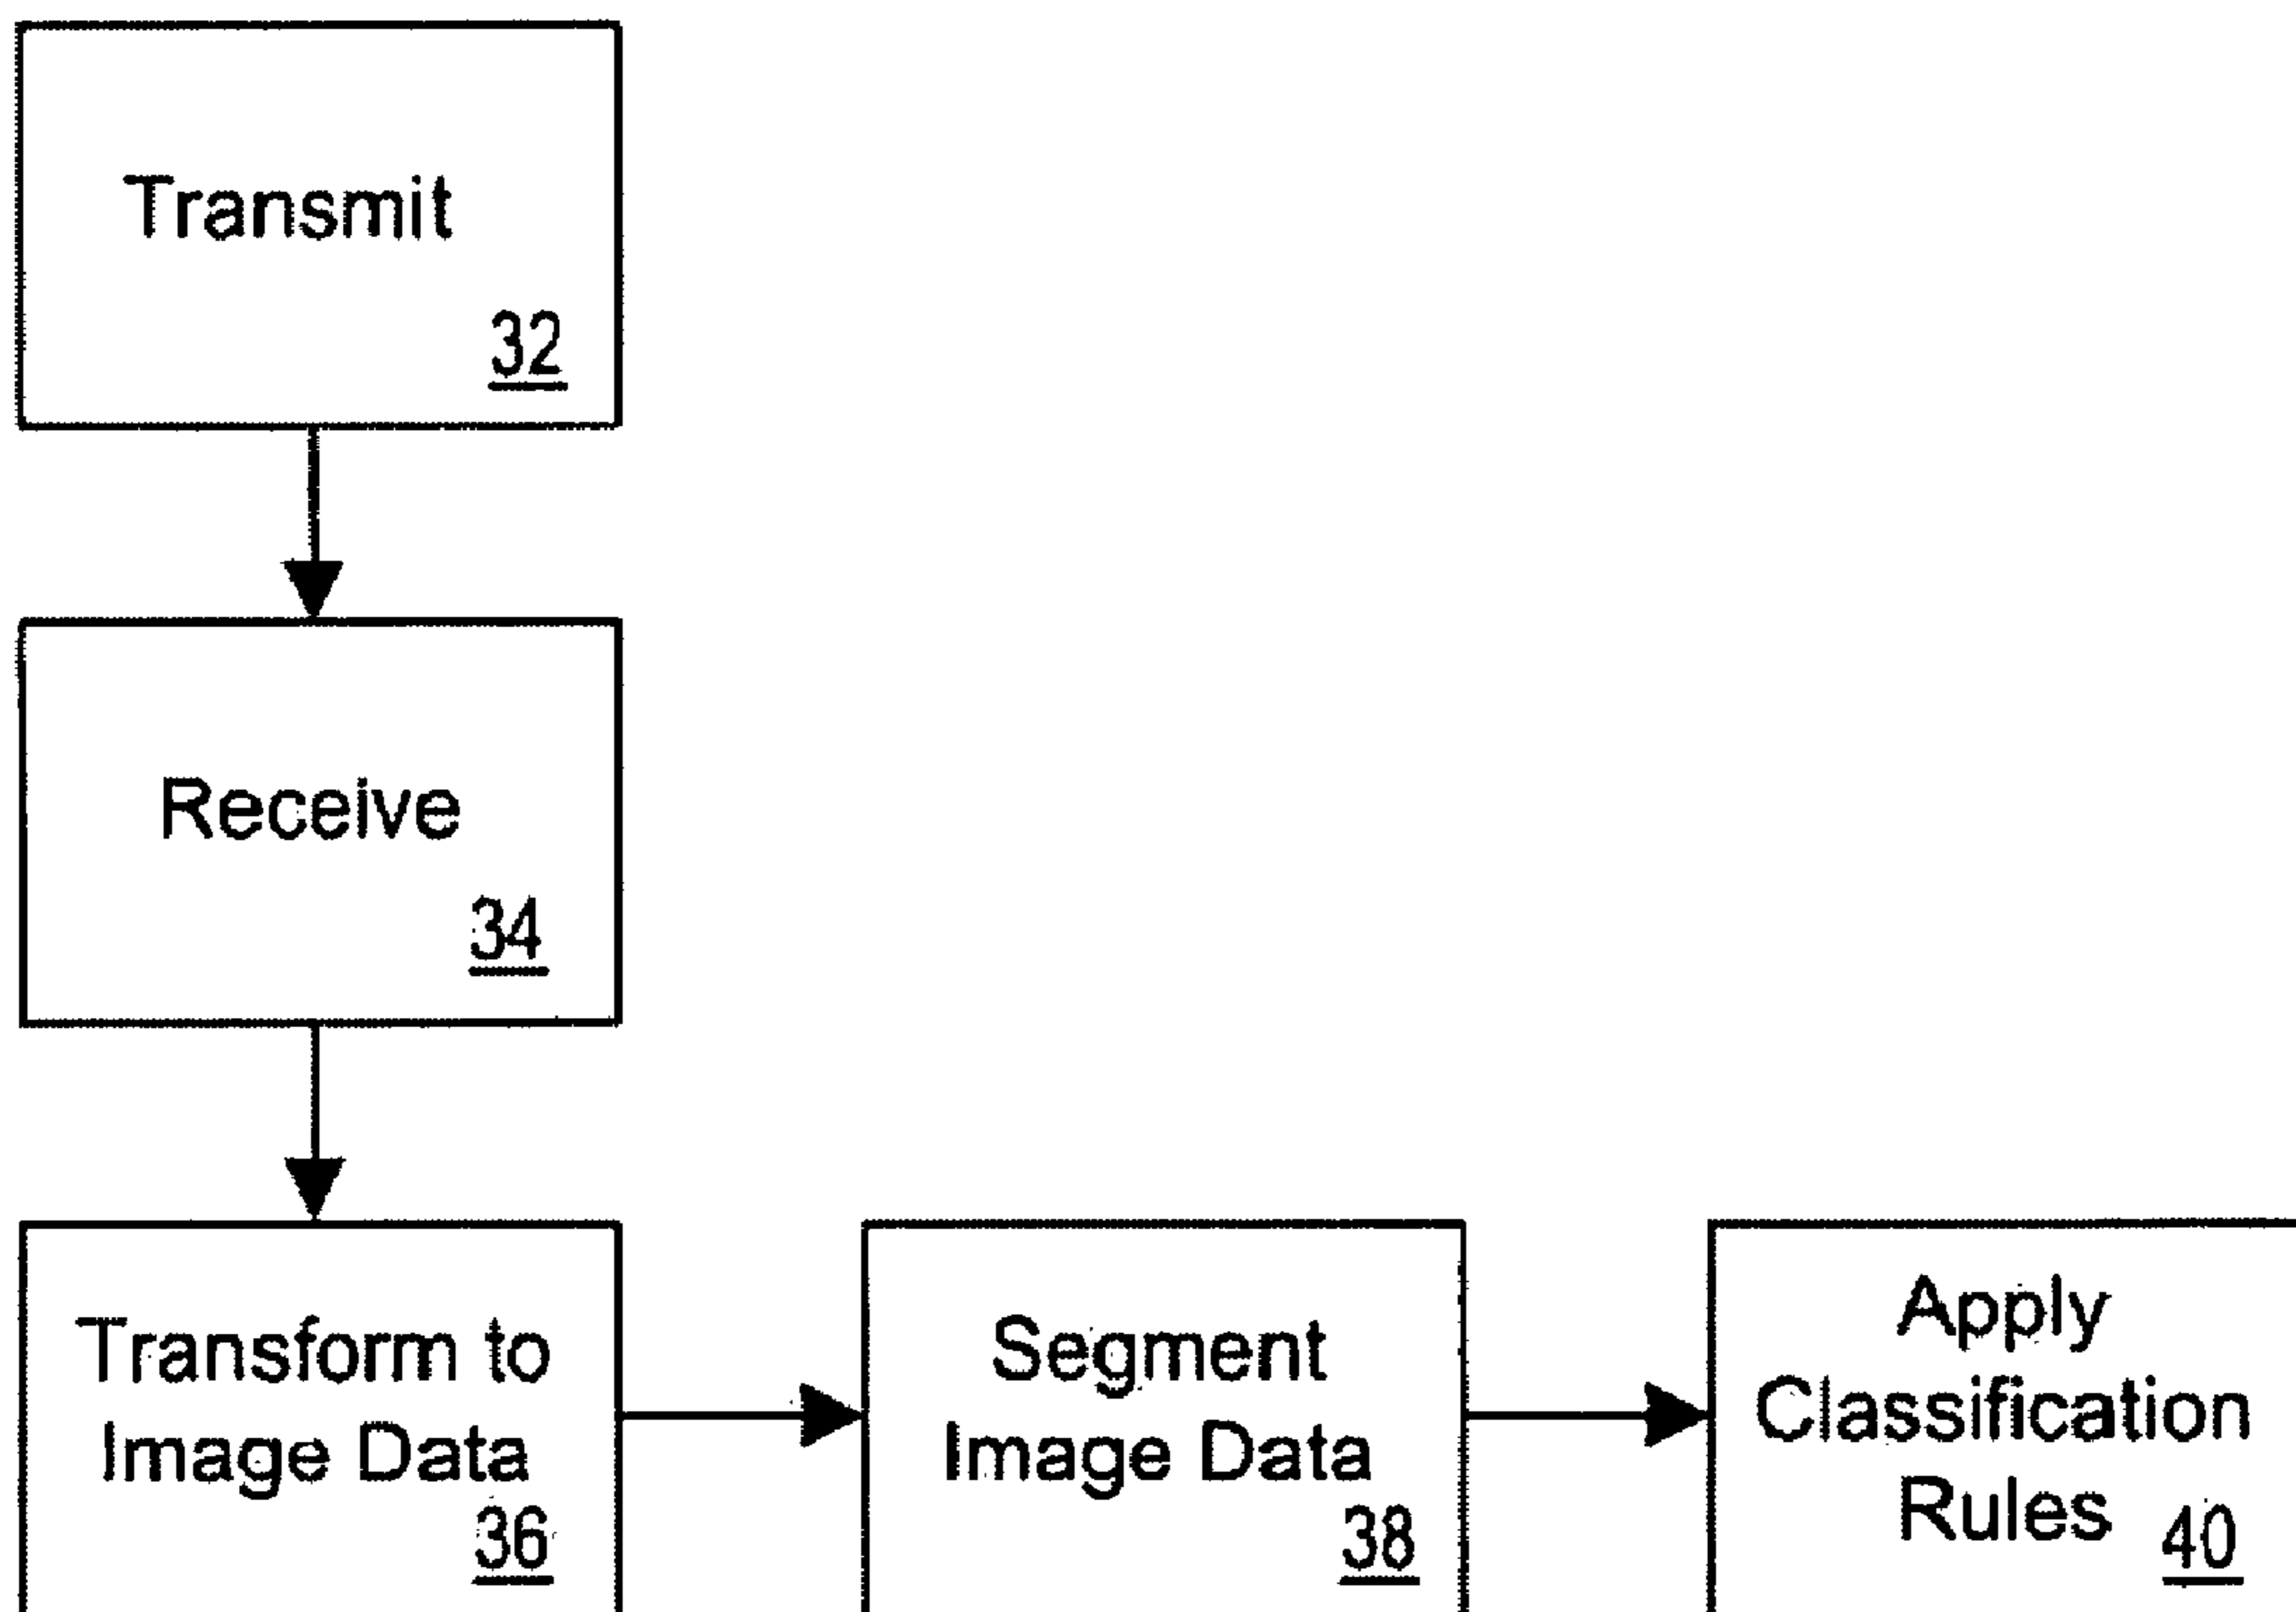 Transmit
32
Receive
34
Transform to
Image Data
36
Segment
Image Data
38
Apply
Classification
Rules
40